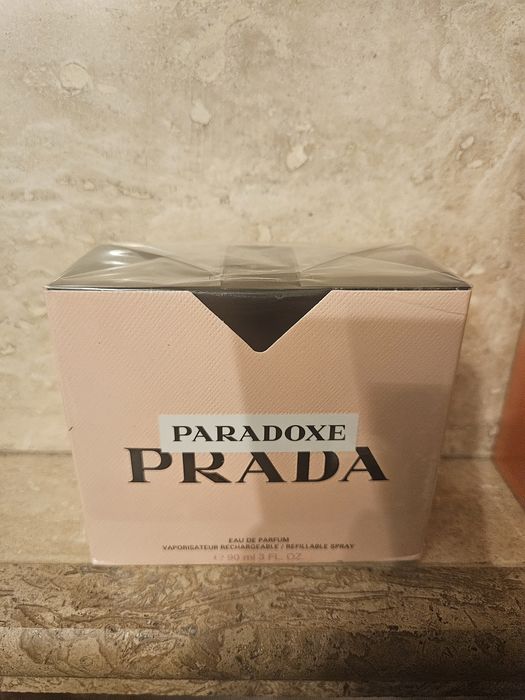 PARADOXE
PRADA
EAU DE PARFUM
VAPORISATEUR RECHARGEABLE / REFILLABLE SPRAY
e 90 ml 3 FL. OZ.